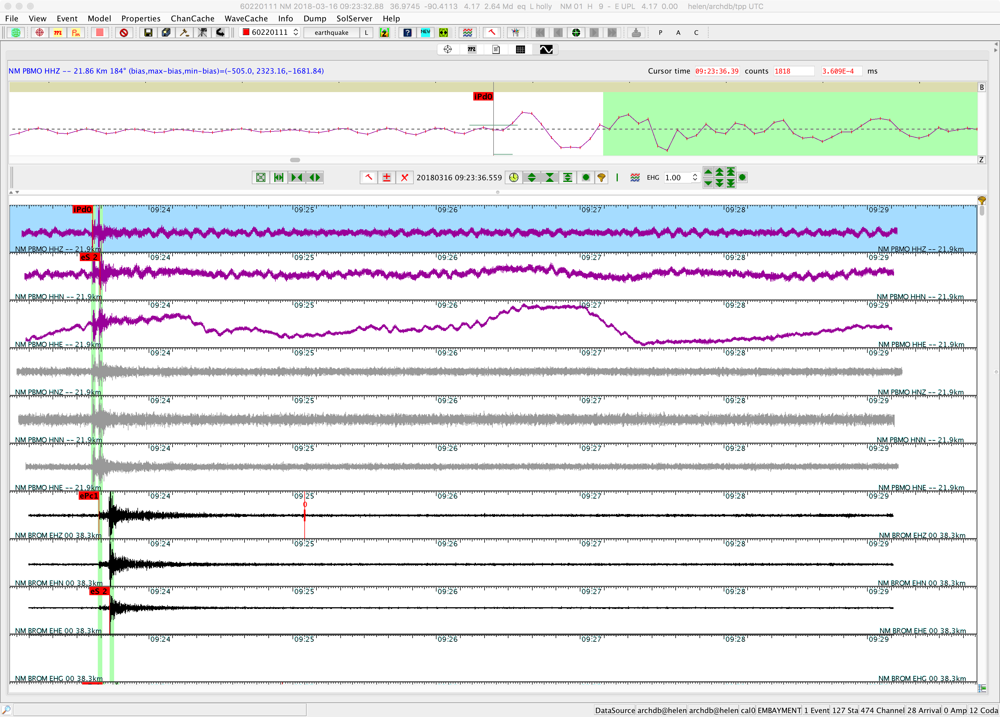 60220111 NM 2018-03-16 09:23:32.88 36.9745 -90.4113 4.17 2.64 Md eq L holly NM 01 H 9 - E UPL 4.17 0.00 helen/archdb/tpp UTC
File View Event Model Properties ChanCache WaveCache Info Dump SolServer Help
m Pm 60220111 earthquake L Z ? NEW P A C
m
NM PBMO HHZ -- 21.86 Km 184° (bias,max-bias,min-bias)=(-505.0, 2323.16,-1681.84) Cursor time 09:23:36.39 counts 1818 3.609E-4 ms
B
iPd0
Z
20180316 09:23:36.559 EHG 1.00
iPd0 09:24 09:25 09:26 09:27 09:28 09:29
NM PBMO HHZ -- 21.9km NM PBMO HHZ -- 21.9km
eS 2 09:24 09:25 09:26 09:27 09:28 09:29
NM PBMO HHN -- 21.9km NM PBMO HHN -- 21.9km
09:24 09:25 09:26 09:27 09:28 09:29
NM PBMO HHE -- 21.9km NM PBMO HHE -- 21.9km
09:24 09:25 09:26 09:27 09:28 09:29
NM PBMO HNZ -- 21.9km NM PBMO HNZ -- 21.9km
09:24 09:25 09:26 09:27 09:28 09:29
NM PBMO HNN -- 21.9km NM PBMO HNN -- 21.9km
09:24 09:25 09:26 09:27 09:28 09:29
NM PBMO HNE -- 21.9km NM PBMO HNE -- 21.9km
ePc1 09:24 09:25 09:26 09:27 09:28 09:29
0
NM BROM EHZ 00 38.3km NM BROM EHZ 00 38.3km
09:24 09:25 09:26 09:27 09:28 09:29
NM BROM EHN 00 38.3km NM BROM EHN 00 38.3km
eS 2 09:24 09:25 09:26 09:27 09:28 09:29
NM BROM EHE 00 38.3km NM BROM EHE 00 38.3km
09:24 09:25 09:26 09:27 09:28 09:29
NM BROM EHG 00 38.3km NM BROM EHG 00 38.3km
DataSource archdb@helen archdb@helen cal0 EMBAYMENT 1 Event 127 Sta 474 Channel 28 Arrival 0 Amp 12 Coda